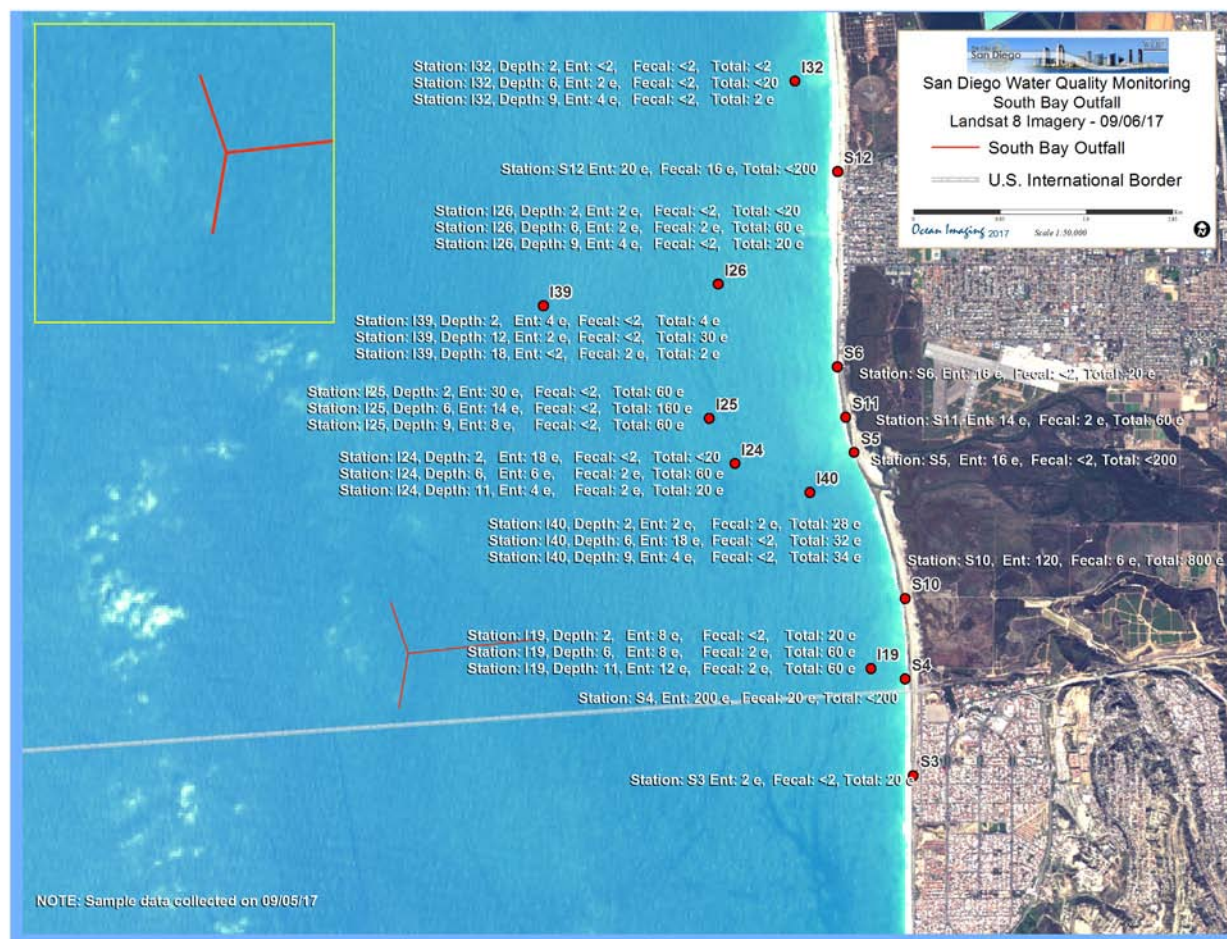 The City of
San Diego
San Diego Water Quality Monitoring
South Bay Outfall
Landsat 8 Imagery - 09/06/17
South Bay Outfall
U.S. International Border
Ocean Imaging 2017
Scale 1:50,000
Station: I32, Depth: 2, Ent: <2, Fecal: <2, Total: <2
Station: I32, Depth: 6, Ent: 2 e, Fecal: <2, Total: <20
Station: I32, Depth: 9, Ent: 4 e, Fecal: <2, Total: 2 e
I32
S12
Station: S12 Ent: 20 e, Fecal: 16 e, Total: <200
Station: I26, Depth: 2, Ent: 2 e, Fecal: <2, Total: <20
Station: I26, Depth: 6, Ent: 2 e, Fecal: 2 e, Total: 60 e
Station: I26, Depth: 9, Ent: 4 e, Fecal: <2, Total: 20 e
I26
I39
Station: I39, Depth: 2, Ent: 4 e, Fecal: <2, Total: 4 e
Station: I39, Depth: 12, Ent: 2 e, Fecal: <2, Total: 30 e
Station: I39, Depth: 18, Ent: <2, Fecal: 2 e, Total: 2 e
S6
Station: S6, Ent: 16 e, Fecal: <2, Total: 20 e
Station: I25, Depth: 2, Ent: 30 e, Fecal: <2, Total: 60 e
Station: I25, Depth: 6, Ent: 14 e, Fecal: <2, Total: 160 e
Station: I25, Depth: 9, Ent: 8 e, Fecal: <2, Total: 60 e
I25
S11
Station: S11, Ent: 14 e, Fecal: 2 e, Total: 60 e
S5
Station: S5, Ent: 16 e, Fecal: <2, Total: <200
Station: I24, Depth: 2, Ent: 18 e, Fecal: <2, Total: <20
Station: I24, Depth: 6, Ent: 6 e, Fecal: 2 e, Total: 60 e
Station: I24, Depth: 11, Ent: 4 e, Fecal: 2 e, Total: 20 e
I24
I40
Station: I40, Depth: 2, Ent: 2 e, Fecal: 2 e, Total: 28 e
Station: I40, Depth: 6, Ent: 18 e, Fecal: <2, Total: 32 e
Station: I40, Depth: 9, Ent: 4 e, Fecal: <2, Total: 34 e
Station: S10, Ent: 120, Fecal: 6 e, Total: 800 e
S10
Station: I19, Depth: 2, Ent: 8 e, Fecal: <2, Total: 20 e
Station: I19, Depth: 6, Ent: 8 e, Fecal: 2 e, Total: 60 e
Station: I19, Depth: 11, Ent: 12 e, Fecal: 2 e, Total: 60 e
I19
S4
Station: S4, Ent: 200 e, Fecal: 20 e, Total: <200
S3
Station: S3 Ent: 2 e, Fecal: <2, Total: 20 e
NOTE: Sample data collected on 09/05/17